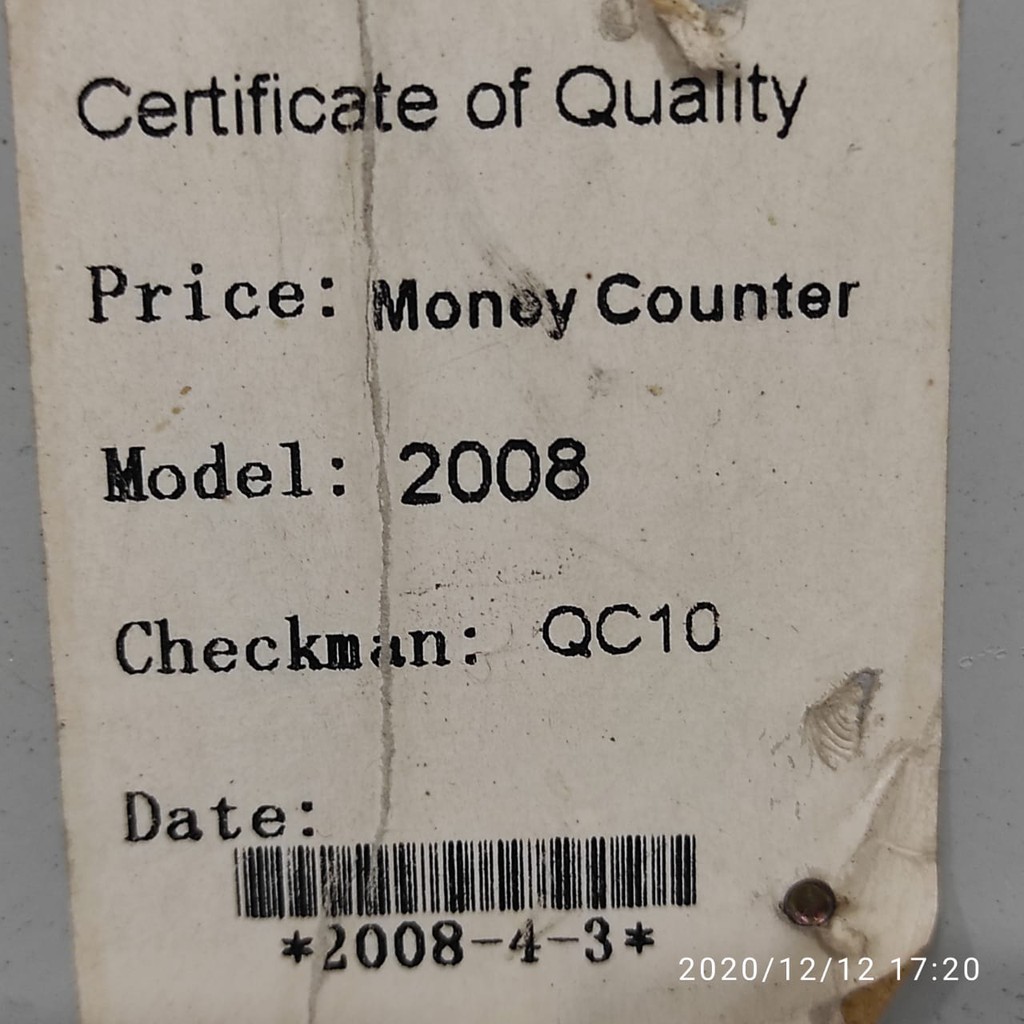 Certificate of Quality
Price: Money Counter
Model: 2008
Checkman: QC10
Date:
*2008-4-3*
2020/12/12 17:20